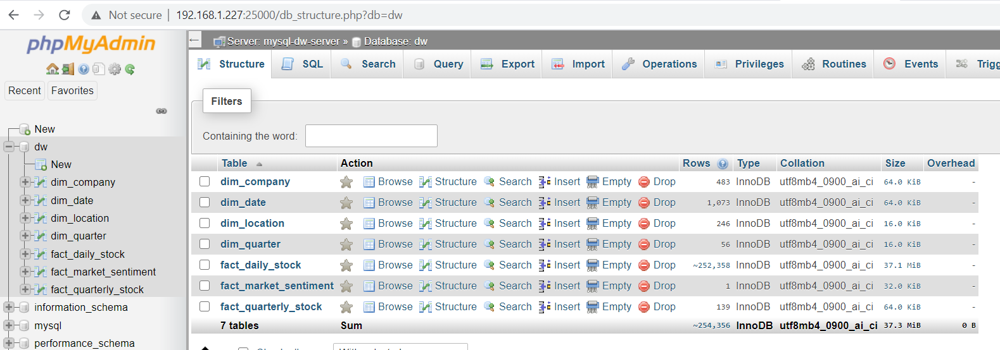 Not secure 192.168.1.227:25000/db_structure.php?db=dw
phpMyAdmin
Recent Favorites
New
dw
New
dim_company
dim_date
dim_location
dim_quarter
fact_daily_stock
fact_market_sentiment
fact_quarterly_stock
information_schema
mysql
performance_schema
Server: mysql-dw-server » Database: dw
Structure SQL Search Query Export Import Operations Privileges Routines Events Trigg
Filters
Containing the word:
Table Action Rows Type Collation Size Overhead
dim_company Browse Structure Search Insert Empty Drop 483 InnoDB utf8mb4_0900_ai_ci 64.0 KiB -
dim_date Browse Structure Search Insert Empty Drop 1,073 InnoDB utf8mb4_0900_ai_ci 64.0 KiB -
dim_location Browse Structure Search Insert Empty Drop 246 InnoDB utf8mb4_0900_ai_ci 16.0 KiB -
dim_quarter Browse Structure Search Insert Empty Drop 56 InnoDB utf8mb4_0900_ai_ci 16.0 KiB -
fact_daily_stock Browse Structure Search Insert Empty Drop ~252,358 InnoDB utf8mb4_0900_ai_ci 37.1 MiB -
fact_market_sentiment Browse Structure Search Insert Empty Drop 1 InnoDB utf8mb4_0900_ai_ci 32.0 KiB -
fact_quarterly_stock Browse Structure Search Insert Empty Drop 139 InnoDB utf8mb4_0900_ai_ci 64.0 KiB -
7 tables Sum ~254,356 InnoDB utf8mb4_0900_ai_ci 37.3 MiB 0 B